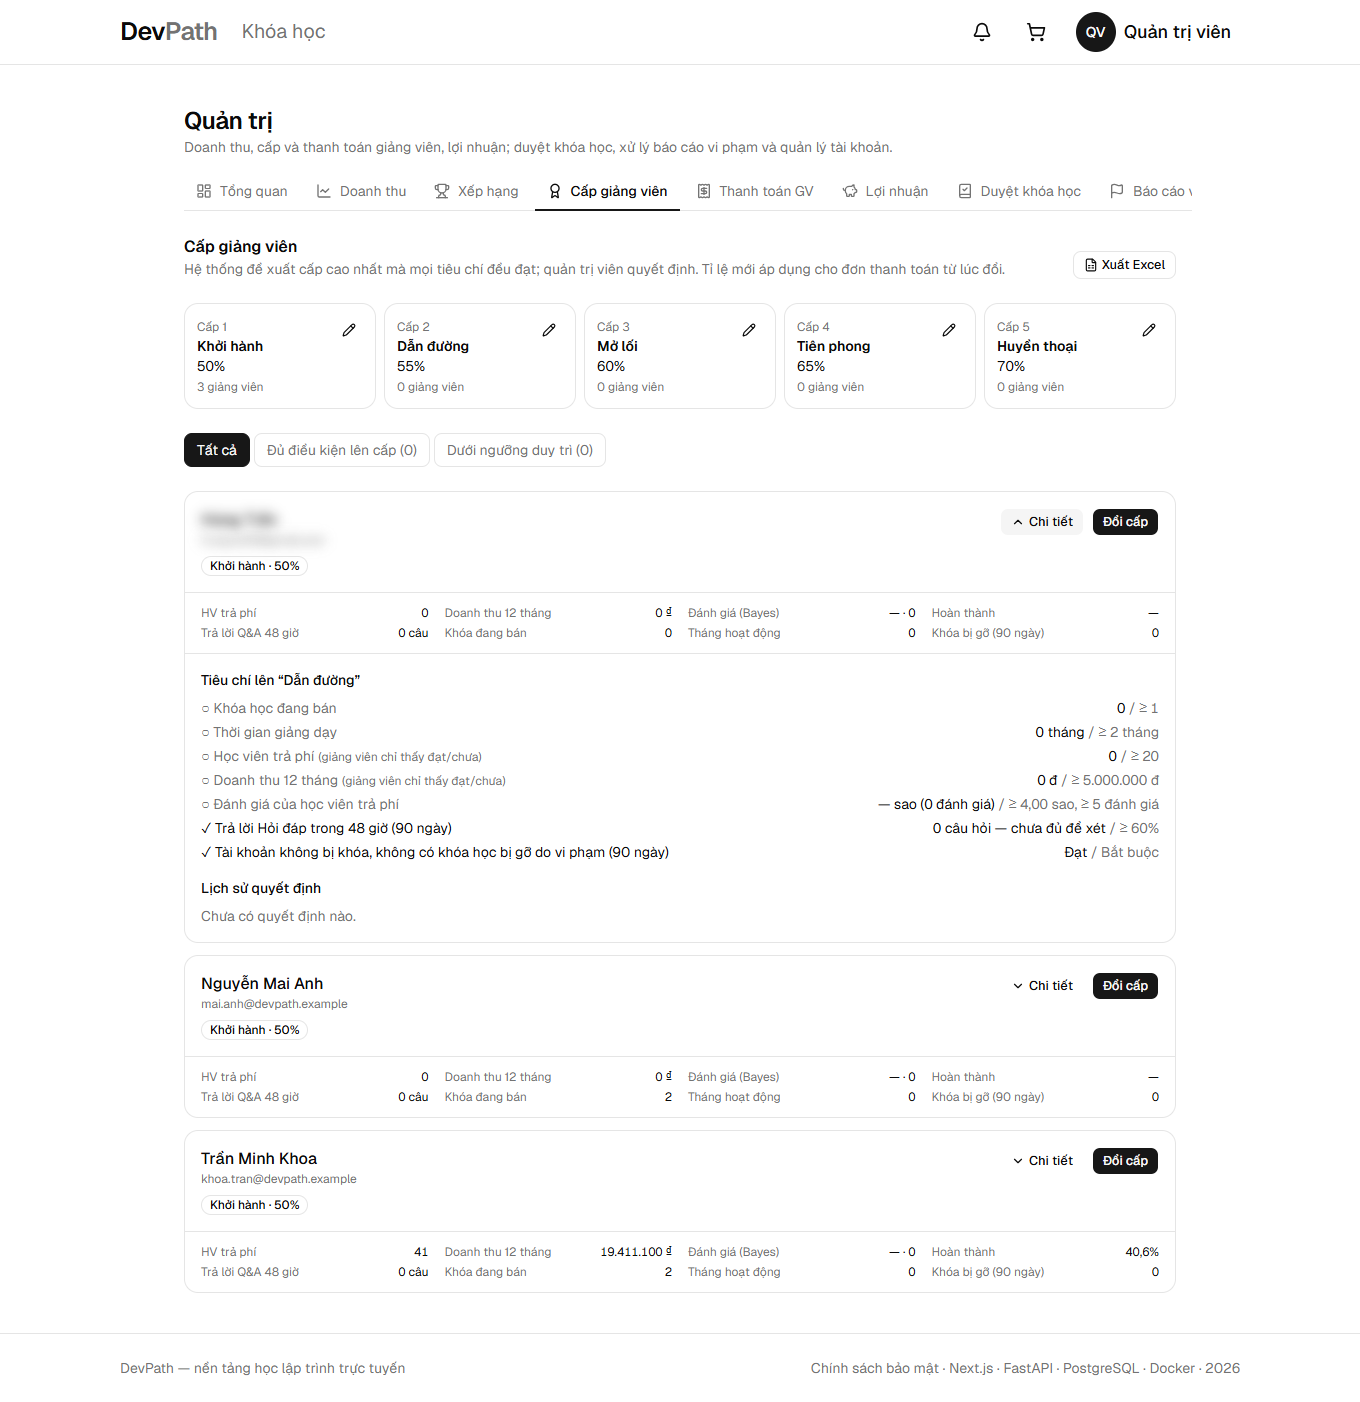 DevPath Khóa học QV Quản trị viên
Quản trị
Doanh thu, cấp và thanh toán giảng viên, lợi nhuận; duyệt khóa học, xử lý báo cáo vi phạm và quản lý tài khoản.
Tổng quan Doanh thu Xếp hạng Cấp giảng viên Thanh toán GV Lợi nhuận Duyệt khóa học Báo cáo v
Cấp giảng viên
Hệ thống đề xuất cấp cao nhất mà mọi tiêu chí đều đạt; quản trị viên quyết định. Tỉ lệ mới áp dụng cho đơn thanh toán từ lúc đổi.
Xuất Excel
Cấp 1
Khởi hành
50%
3 giảng viên
Cấp 2
Dẫn đường
55%
0 giảng viên
Cấp 3
Mở lối
60%
0 giảng viên
Cấp 4
Tiên phong
65%
0 giảng viên
Cấp 5
Huyền thoại
70%
0 giảng viên
Tất cả Đủ điều kiện lên cấp (0) Dưới ngưỡng duy trì (0)
Chi tiết Đổi cấp
Khởi hành · 50%
HV trả phí 0 Doanh thu 12 tháng 0 ₫ Đánh giá (Bayes) — · 0 Hoàn thành —
Trả lời Q&A 48 giờ 0 câu Khóa đang bán 0 Tháng hoạt động 0 Khóa bị gỡ (90 ngày) 0
Tiêu chí lên “Dẫn đường”
○ Khóa học đang bán 0 / ≥ 1
○ Thời gian giảng dạy 0 tháng / ≥ 2 tháng
○ Học viên trả phí (giảng viên chỉ thấy đạt/chưa) 0 / ≥ 20
○ Doanh thu 12 tháng (giảng viên chỉ thấy đạt/chưa) 0 đ / ≥ 5.000.000 đ
○ Đánh giá của học viên trả phí — sao (0 đánh giá) / ≥ 4,00 sao, ≥ 5 đánh giá
✓ Trả lời Hỏi đáp trong 48 giờ (90 ngày) 0 câu hỏi — chưa đủ để xét / ≥ 60%
✓ Tài khoản không bị khóa, không có khóa học bị gỡ do vi phạm (90 ngày) Đạt / Bắt buộc
Lịch sử quyết định
Chưa có quyết định nào.
Nguyễn Mai Anh Chi tiết Đổi cấp
mai.anh@devpath.example
Khởi hành · 50%
HV trả phí 0 Doanh thu 12 tháng 0 ₫ Đánh giá (Bayes) — · 0 Hoàn thành —
Trả lời Q&A 48 giờ 0 câu Khóa đang bán 2 Tháng hoạt động 0 Khóa bị gỡ (90 ngày) 0
Trần Minh Khoa Chi tiết Đổi cấp
khoa.tran@devpath.example
Khởi hành · 50%
HV trả phí 41 Doanh thu 12 tháng 19.411.100 ₫ Đánh giá (Bayes) — · 0 Hoàn thành 40,6%
Trả lời Q&A 48 giờ 0 câu Khóa đang bán 2 Tháng hoạt động 0 Khóa bị gỡ (90 ngày) 0
DevPath — nền tảng học lập trình trực tuyến Chính sách bảo mật · Next.js · FastAPI · PostgreSQL · Docker · 2026